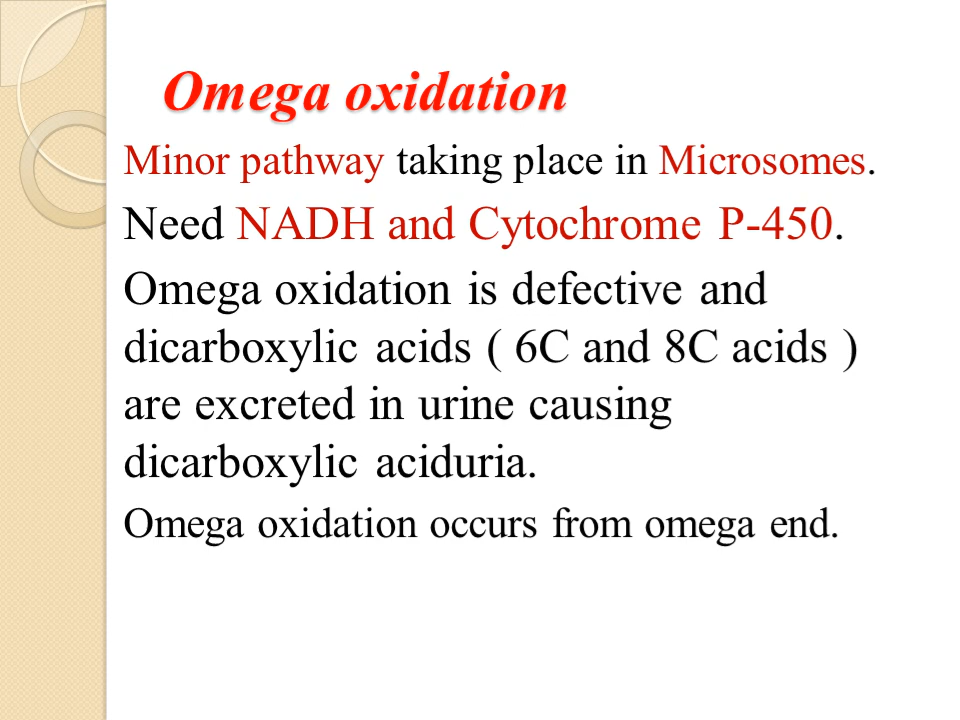 Omega oxidation
Minor pathway taking place in Microsomes.
Need NADH and Cytochrome P-450.
Omega oxidation is defective and
dicarboxylic acids ( 6C and 8C acids )
are excreted in urine causing
dicarboxylic aciduria.
Omega oxidation occurs from omega end.